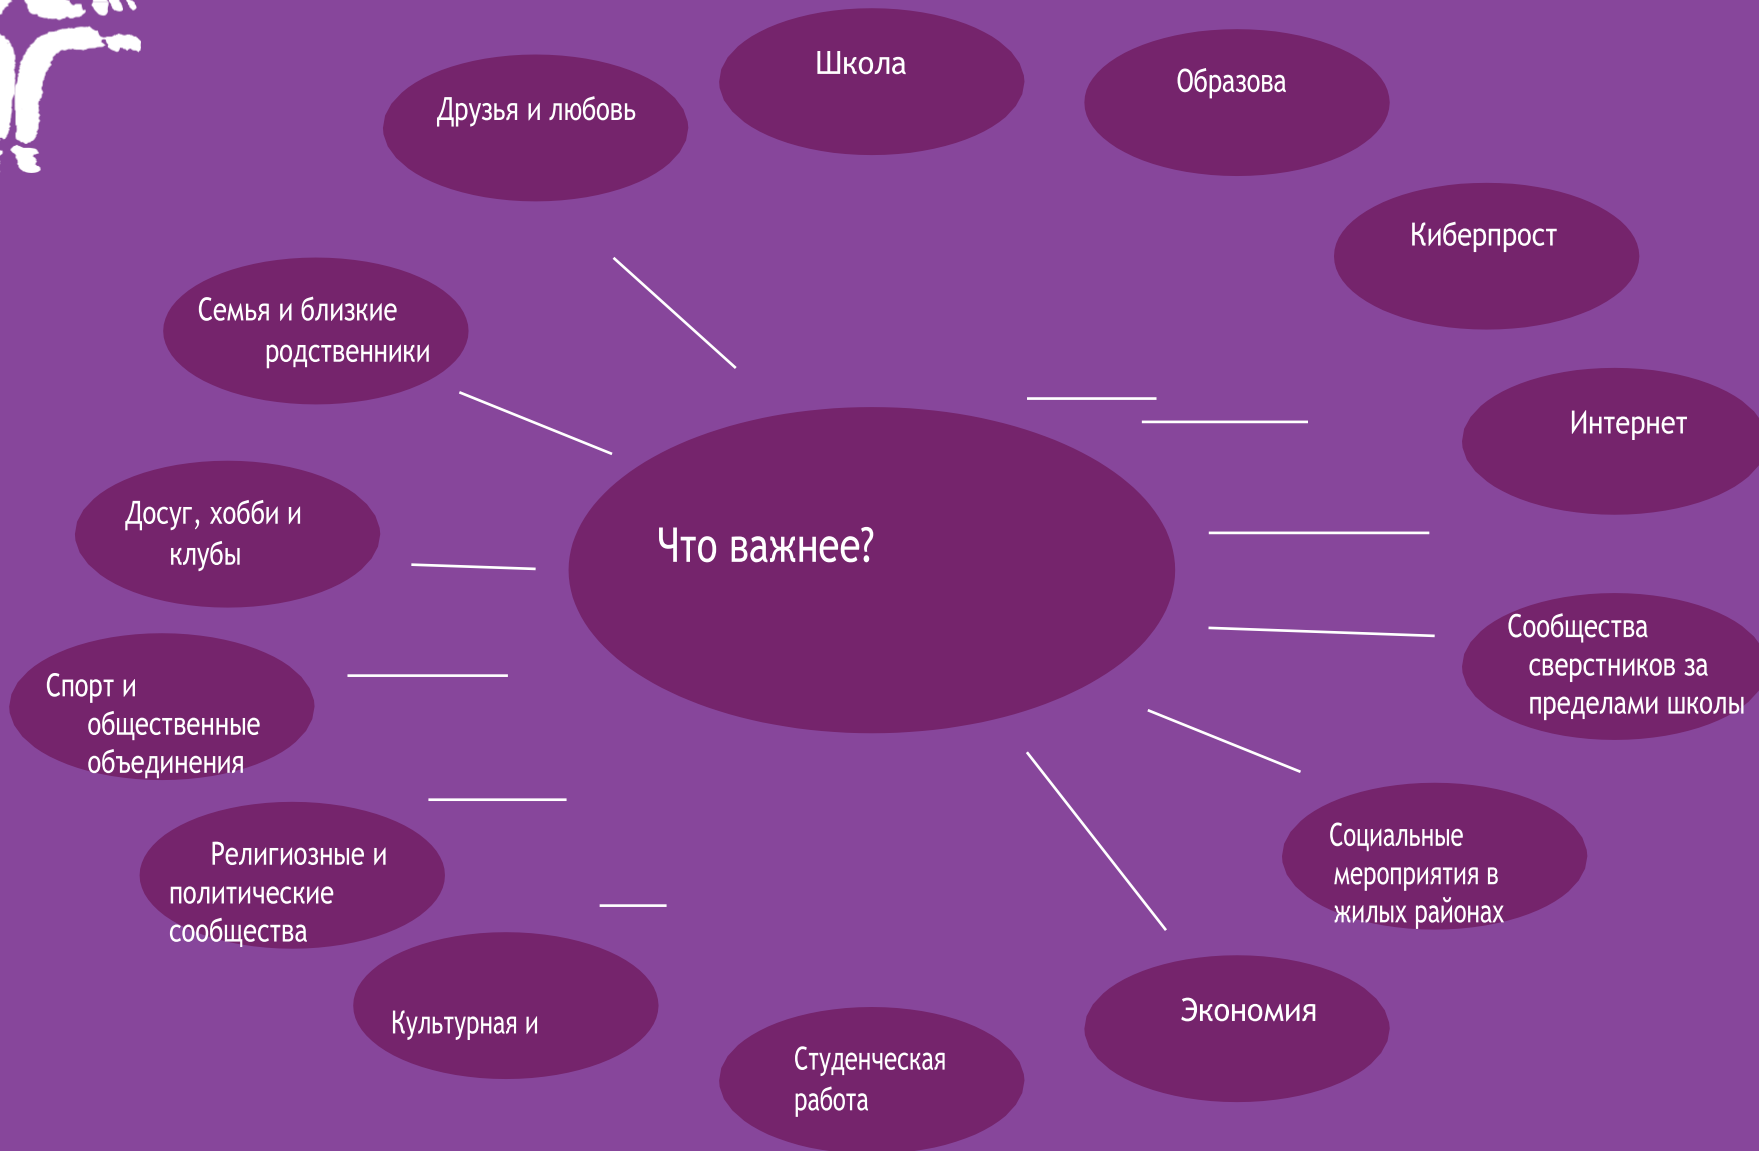 Школа
Образова
Друзья и любовь
Киберпрост
Семья и близкие
родственники
Интернет
Досуг, хобби и
клубы
Что важнее?
Сообщества
сверстников за
пределами школы
Спорт и
общественные
объединения
Социальные
мероприятия в
жилых районах
Религиозные и
политические
сообщества
Экономия
Культурная и
Студенческая
работа